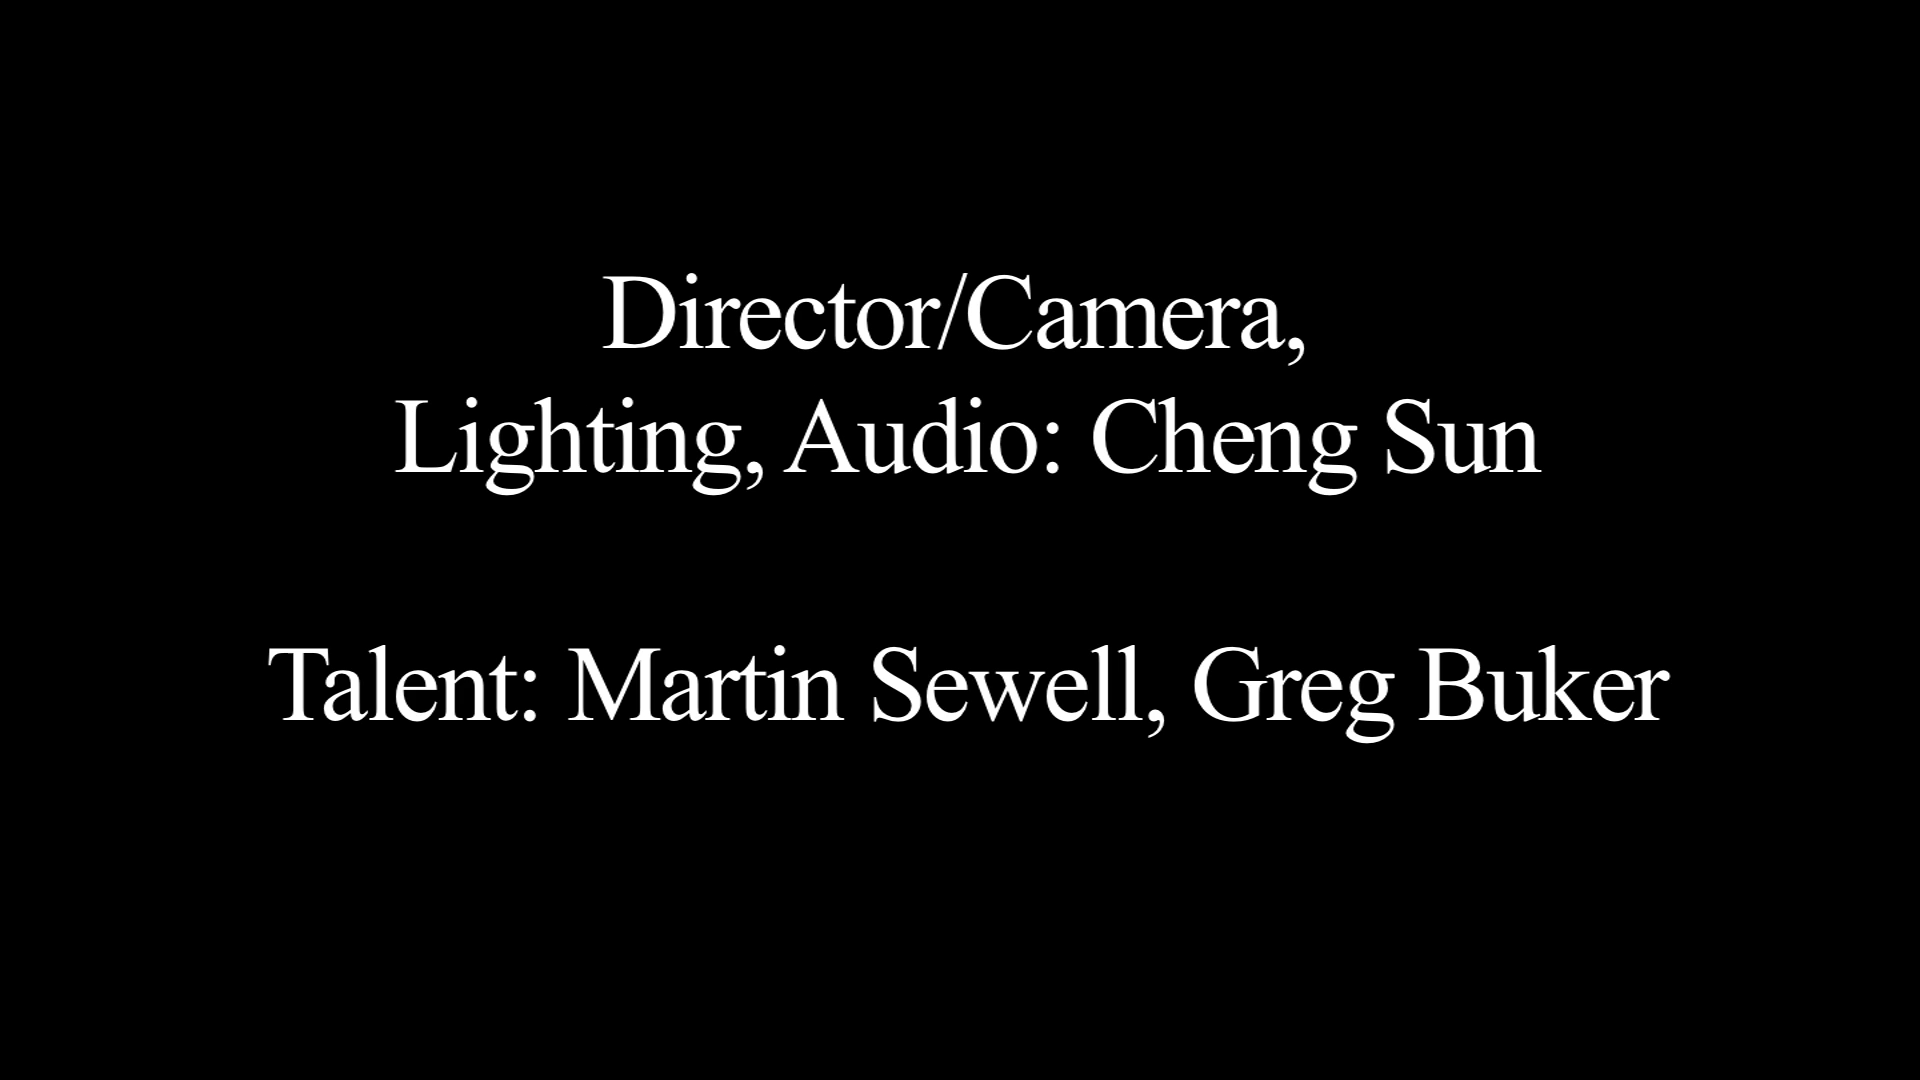 Director/Camera,
Lighting, Audio: Cheng Sun
Talent: Martin Sewell, Greg Buker